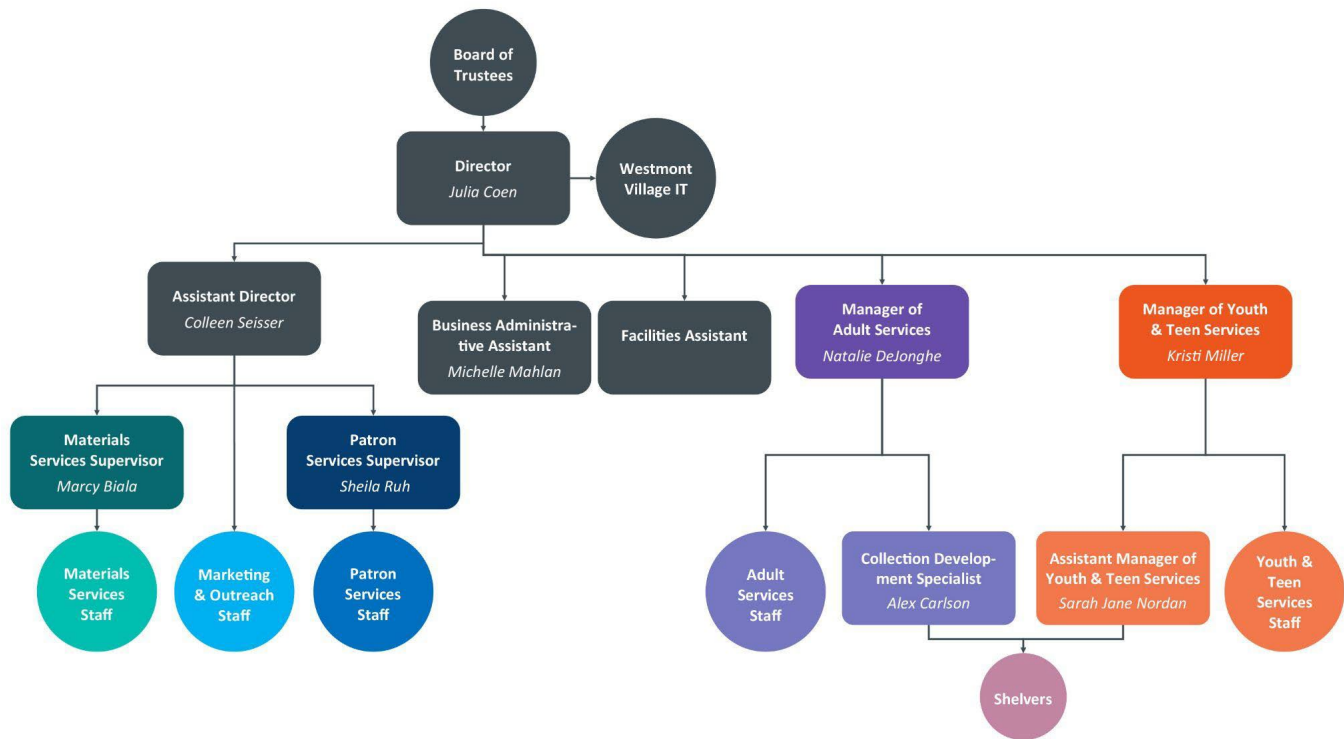 Board of
Trustees
Director
Julia Coen
Westmont
Village IT
Assistant Director
Colleen Seisser
Business Administra-
tive Assistant
Michelle Mahlan
Facilities Assistant
Manager of
Adult Services
Natalie DeJonghe
Manager of Youth
& Teen Services
Kristi Miller
Materials
Services Supervisor
Marcy Biala
Patron
Services Supervisor
Sheila Ruh
Materials
Services
Staff
Marketing
& Outreach
Staff
Patron
Services
Staff
Adult
Services
Staff
Collection Develop-
ment Specialist
Alex Carlson
Assistant Manager of
Youth & Teen Services
Sarah Jane Nordan
Youth &
Teen
Services
Staff
Shelvers